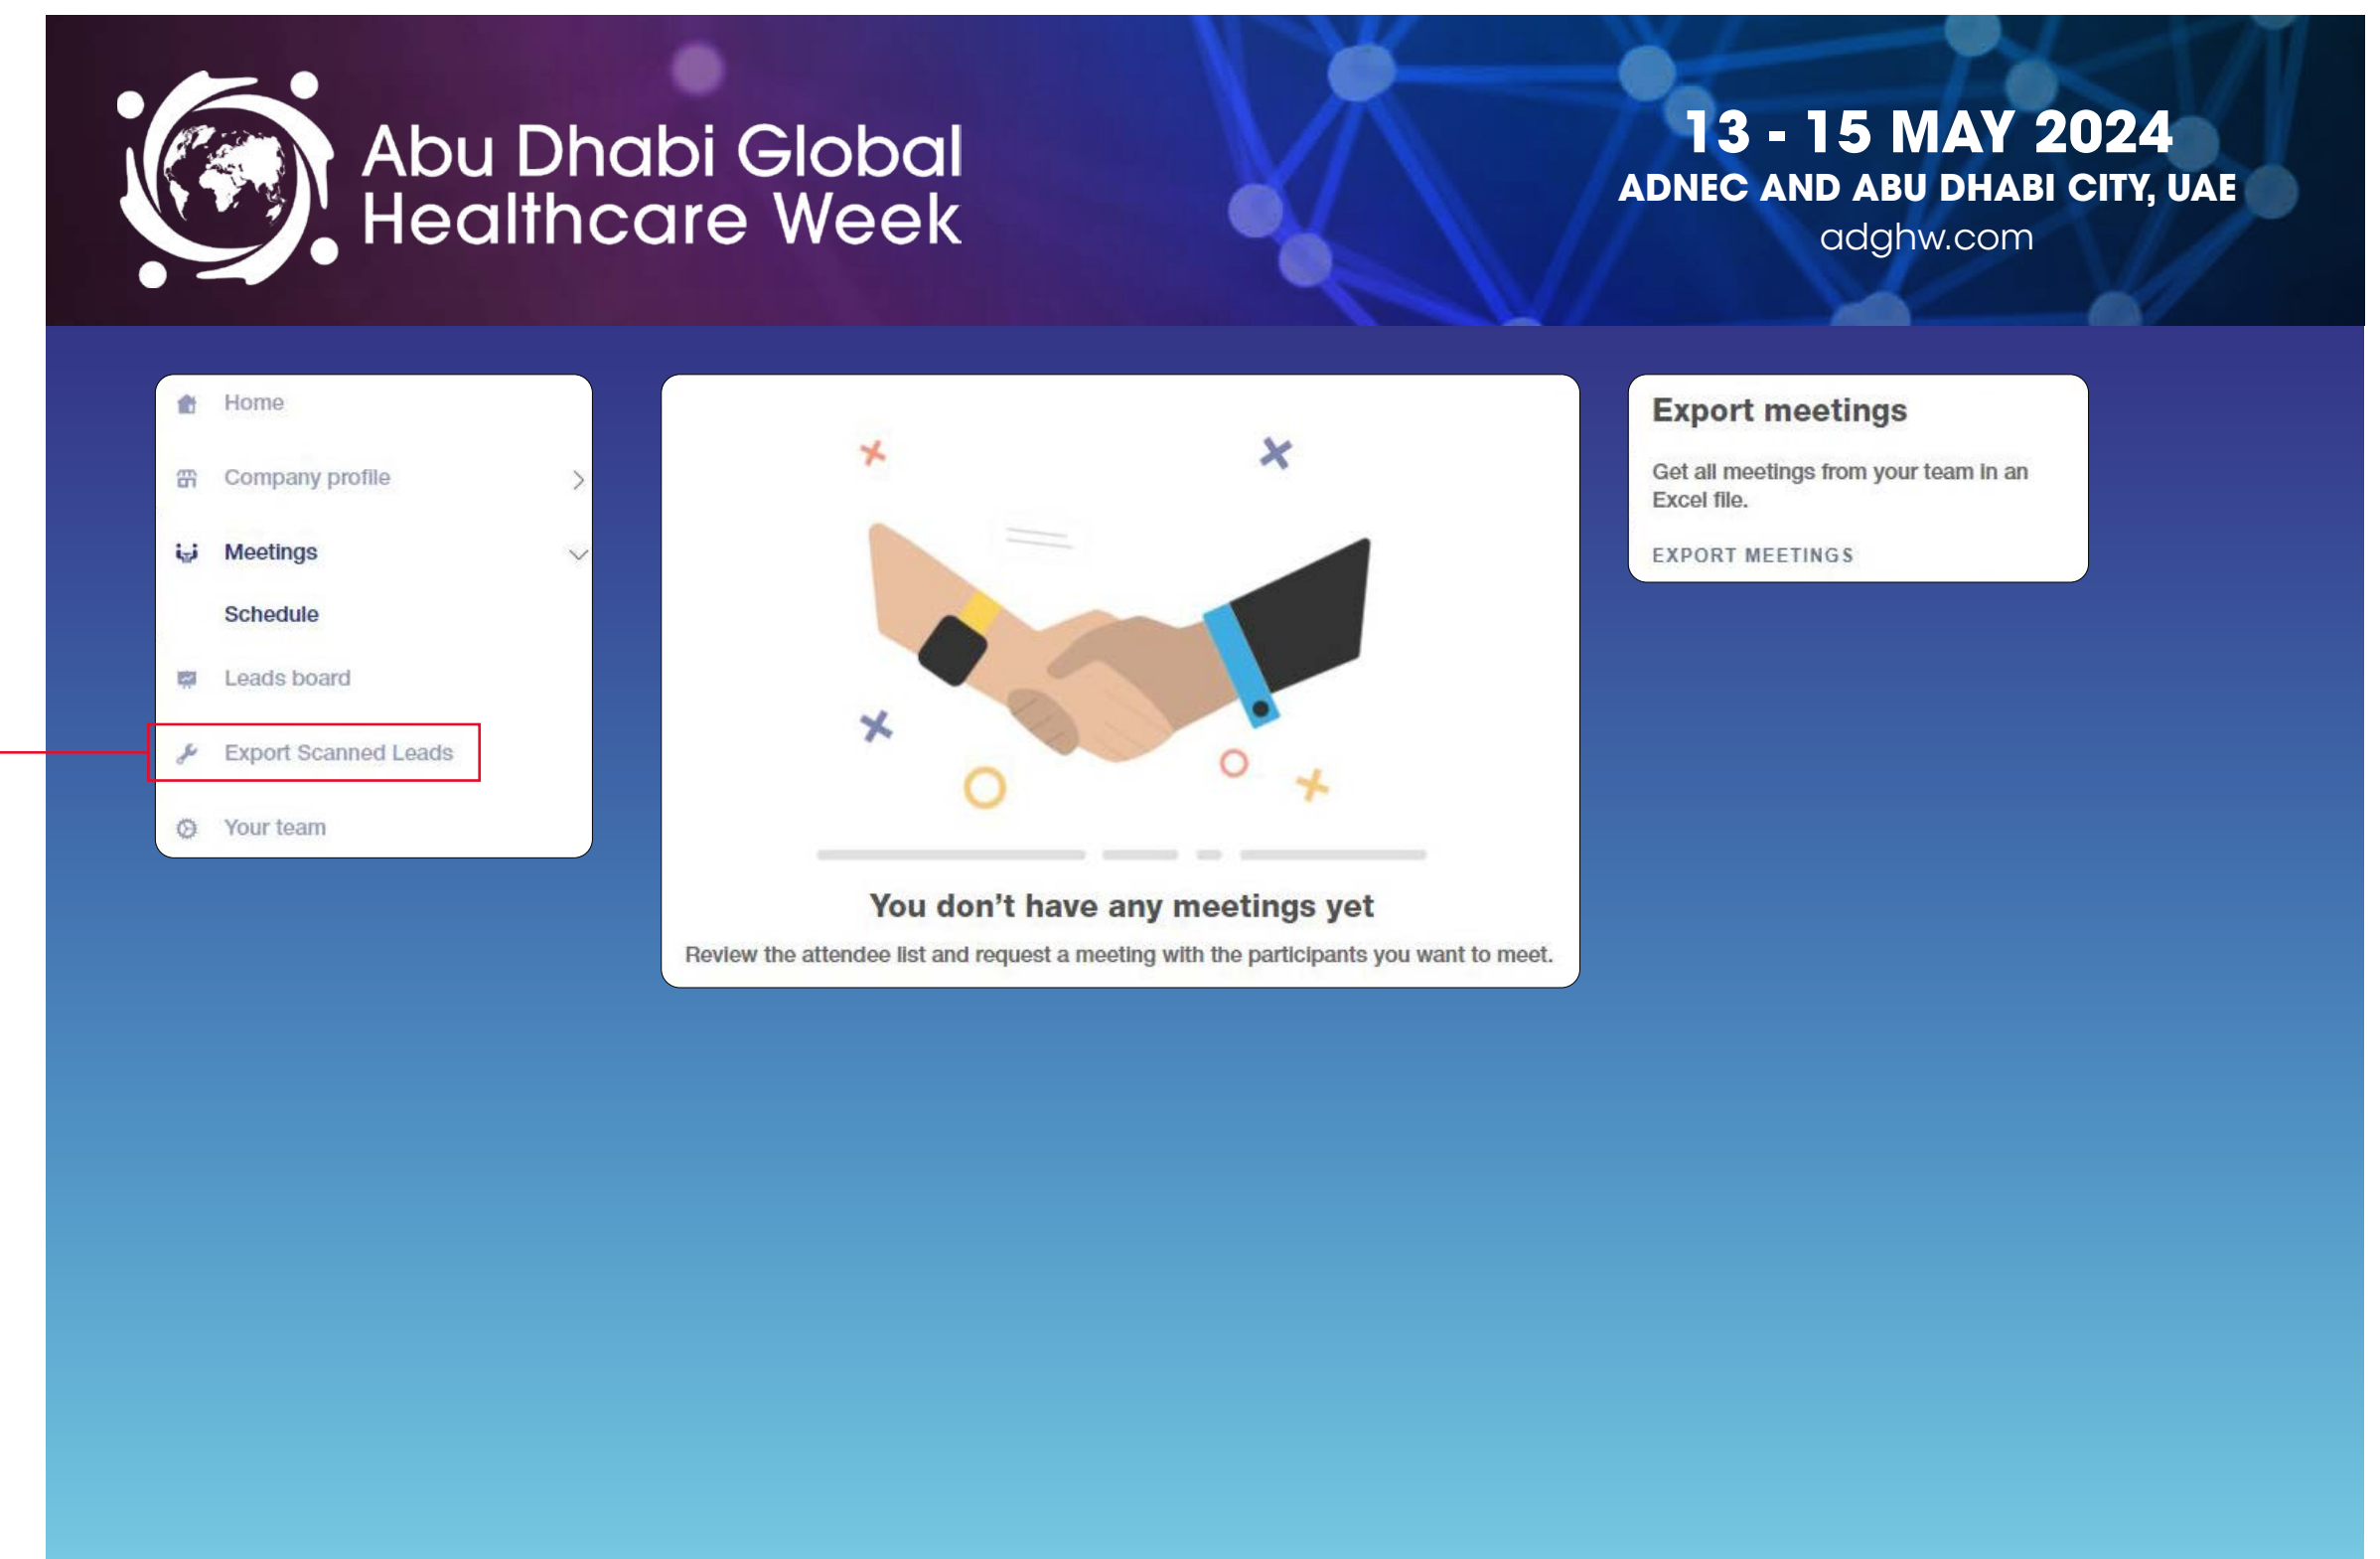 Abu Dhabi Global
Healthcare Week
13 - 15 MAY 2024
ADNEC AND ABU DHABI CITY, UAE
adghw.com
Home
Company profile
Meetings
Schedule
Leads board
Export Scanned Leads
Your team
You don't have any meetings yet
Review the attendee list and request a meeting with the participants you want to meet.
Export meetings
Get all meetings from your team in an
Excel file.
EXPORT MEETINGS